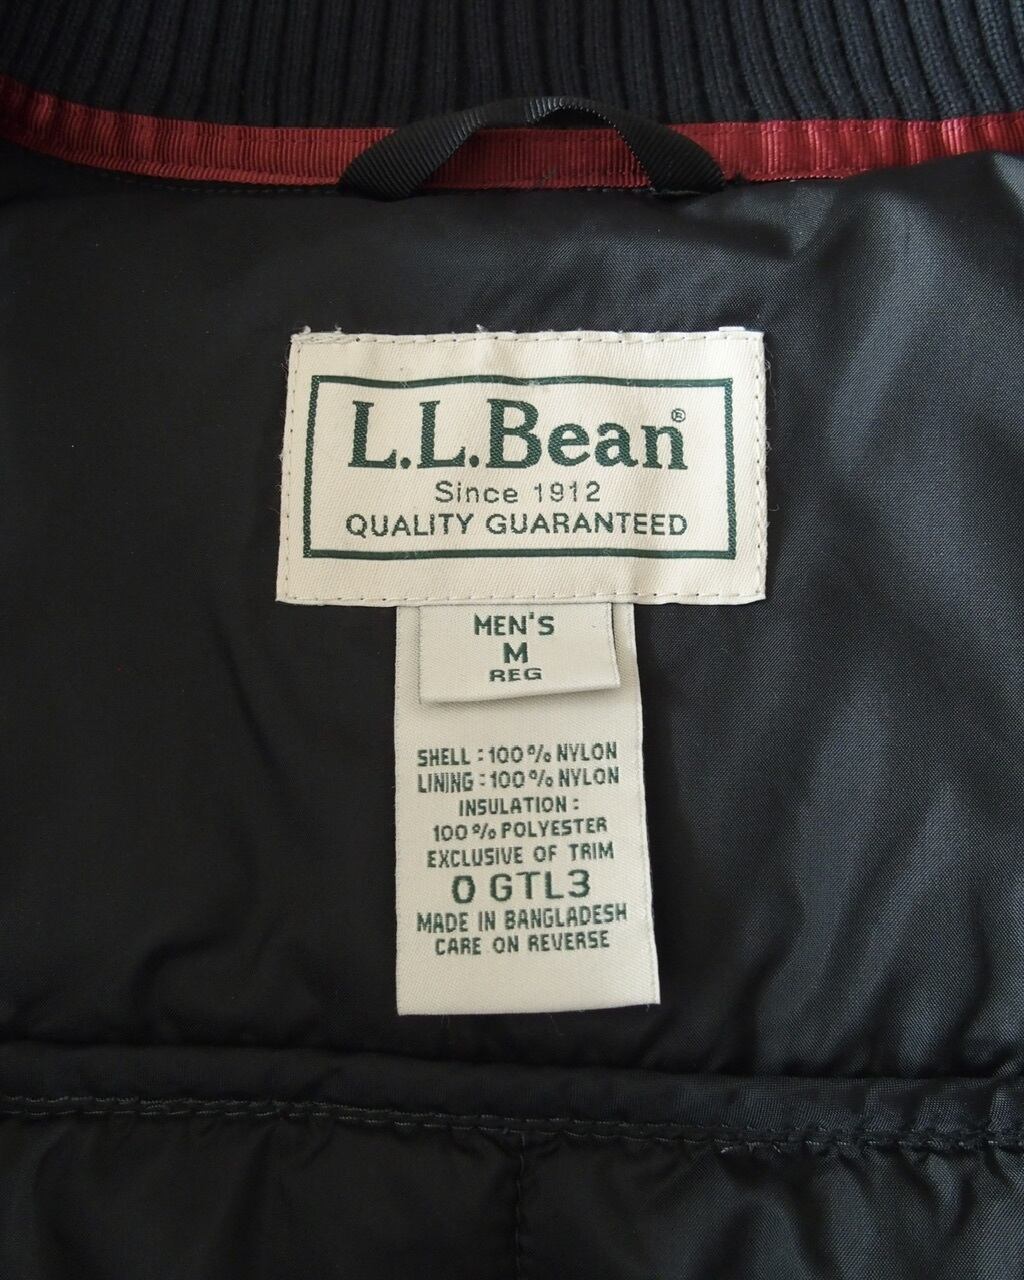 L.L.Bean®
Since 1912
QUALITY GUARANTEED
MEN'S
M
REG
SHELL : 100% NYLON
LINING : 100% NYLON
INSULATION :
100% POLYESTER
EXCLUSIVE OF TRIM
0 GTL3
MADE IN BANGLADESH
CARE ON REVERSE